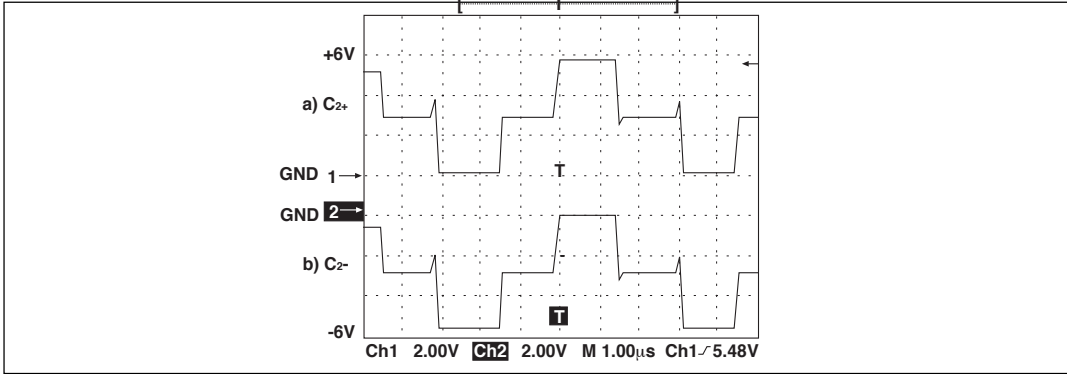 +6V
a) C2+
T
GND 1
GND 2
b) C2-
T
-6V
Ch1 2.00V Ch2 2.00V M 1.00µs Ch1 5.48V